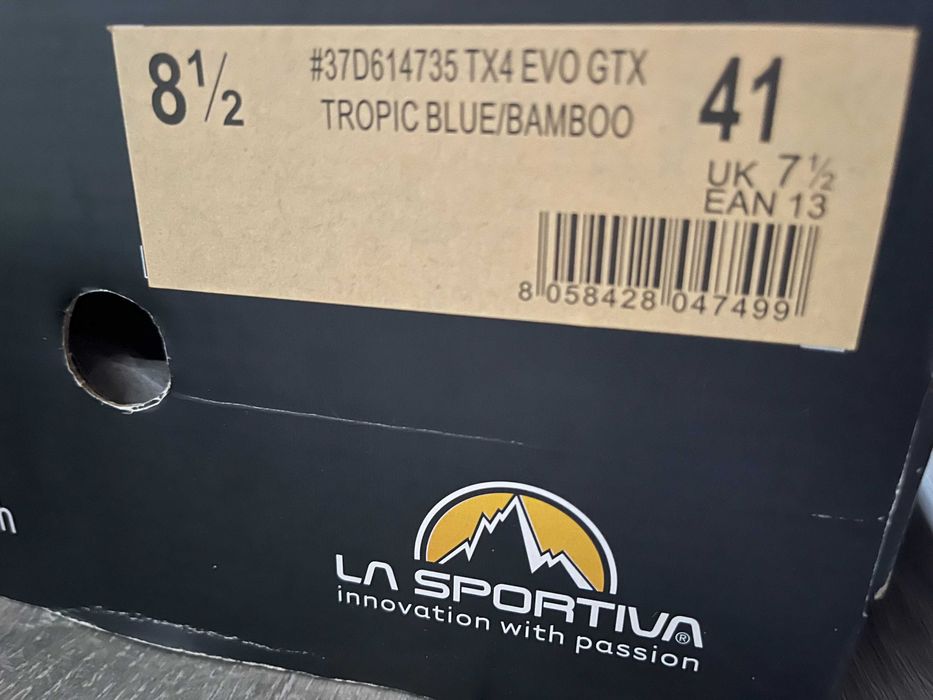 8½
#37D614735 TX4 EVO GTX
TROPIC BLUE/BAMBOO
41
UK 7½
EAN 13
8 058428 047499
LA SPORTIVA®
innovation with passion